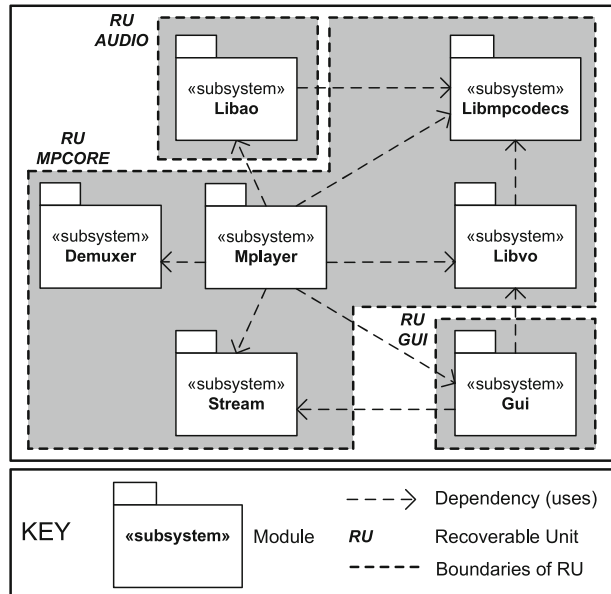 RU
AUDIO
«subsystem»
Libao
«subsystem»
Libmpcodecs
RU
MPCORE
«subsystem»
Demuxer
«subsystem»
Mplayer
«subsystem»
Libvo
RU
GUI
«subsystem»
Stream
«subsystem»
Gui
KEY
«subsystem»
Module
Dependency (uses)
RU
Recoverable Unit
Boundaries of RU